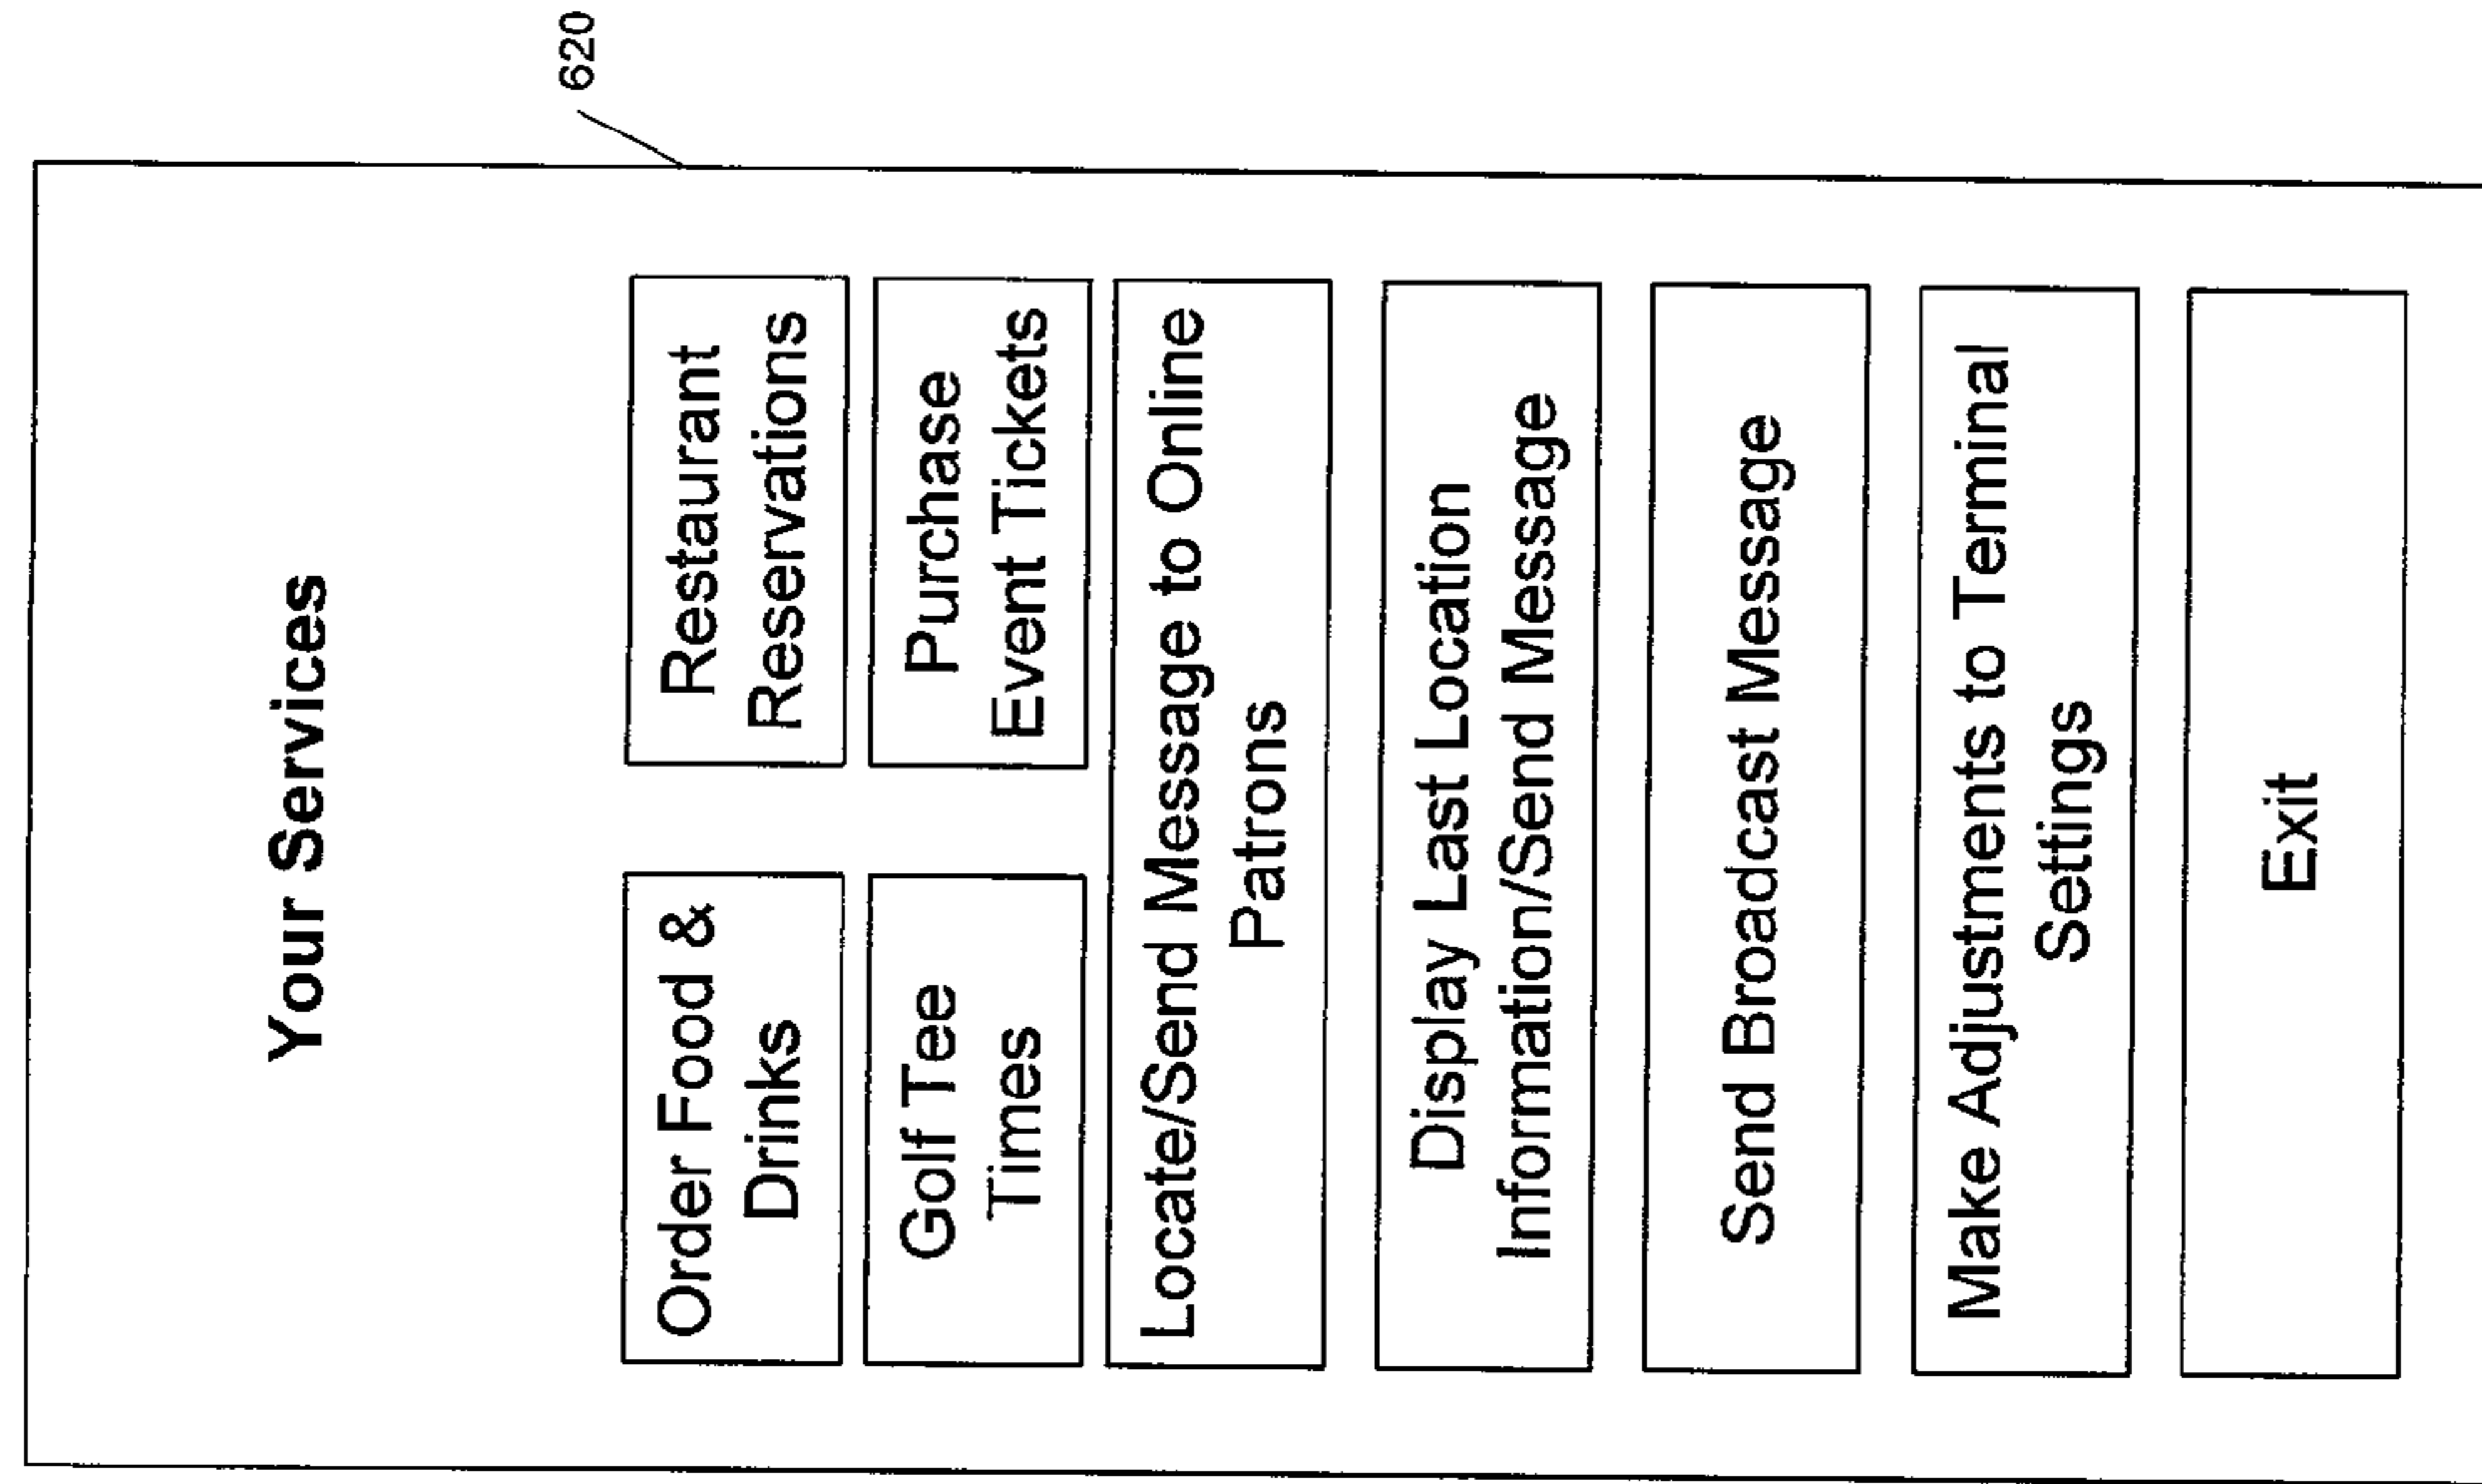 Your Services
620
Order Food &
Drinks
Restaurant
Reservations
Golf Tee
Times
Purchase
Event Tickets
Locate/Send Message to Online
Patrons
Display Last Location
Information/Send Message
Send Broadcast Message
Make Adjustments to Terminal
Settings
Exit